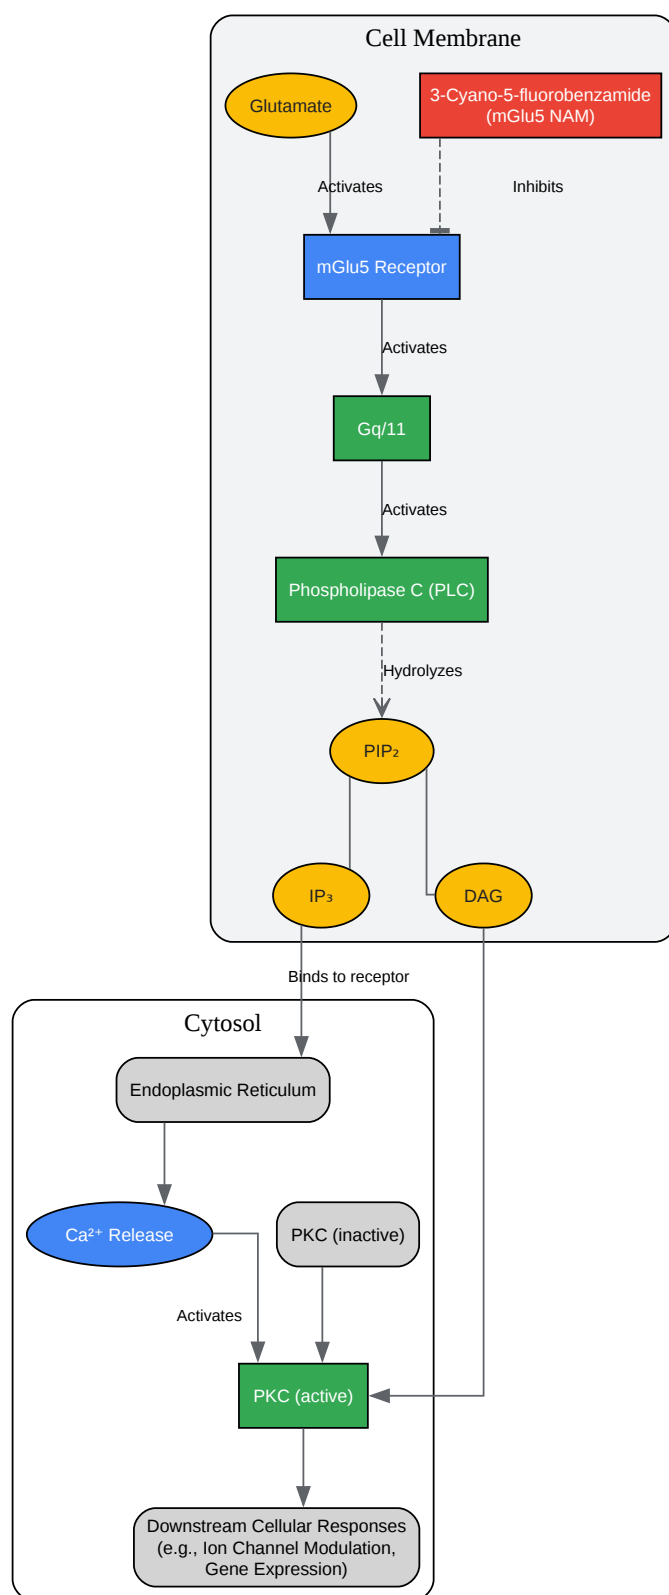 Cell Membrane
Glutamate
3-Cyano-5-fluorobenzamide
(mGlu5 NAM)
Activates
Inhibits
mGlu5 Receptor
Activates
Gq/11
Activates
Phospholipase C (PLC)
Hydrolyzes
PIP₂
IP₃
DAG
Binds to receptor
Cytosol
Endoplasmic Reticulum
Ca²⁺ Release
PKC (inactive)
Activates
PKC (active)
Downstream Cellular Responses
(e.g., Ion Channel Modulation,
Gene Expression)